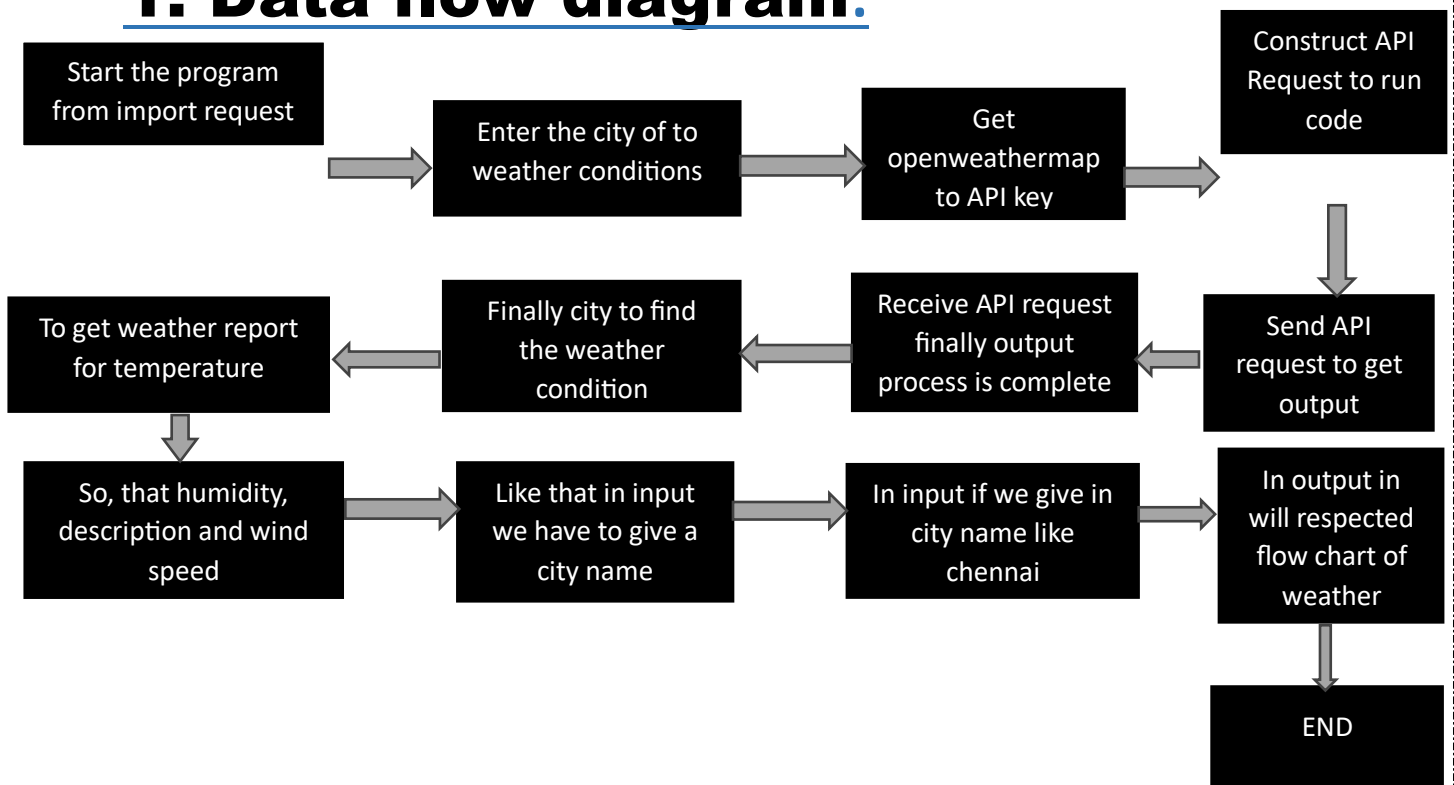 1. Data flow diagram:
Start the program
from import request
Enter the city of to
weather conditions
Get
openweathermap
to API key
Construct API
Request to run
code
To get weather report
for temperature
Finally city to find
the weather
condition
Receive API request
finally output
process is complete
Send API
request to get
output
So, that humidity,
description and wind
speed
Like that in input
we have to give a
city name
In input if we give in
city name like
chennai
In output in
will respected
flow chart of
weather
END